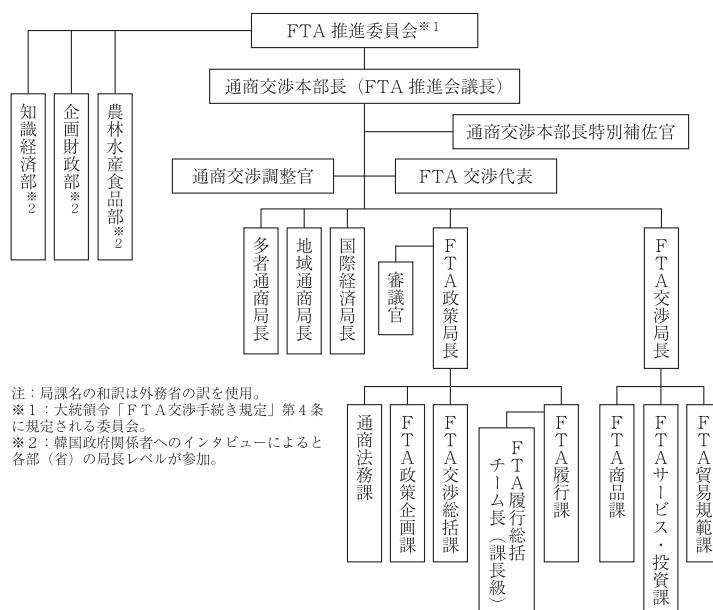 FTA 推進委員会※1
通商交渉本部長（FTA 推進会議長）
知識経済部※2
企画財政部※2
農林水産食品部※2
通商交渉本部長特別補佐官
通商交渉調整官
FTA 交渉代表
多者通商局長
地域通商局長
国際経済局長
審議官
FTA政策局長
FTA交渉局長
通商法務課
FTA政策企画課
FTA交渉総括課
FTA履行総括
チーム長（課長級）
FTA履行課
FTA商品課
FTAサービス・投資課
FTA貿易規範課
注：局課名の和訳は外務省の訳を使用。
※1：大統領令「FTA交渉手続き規定」第4条
に規定される委員会。
※2：韓国政府関係者へのインタビューによると
各部（省）の局長レベルが参加。